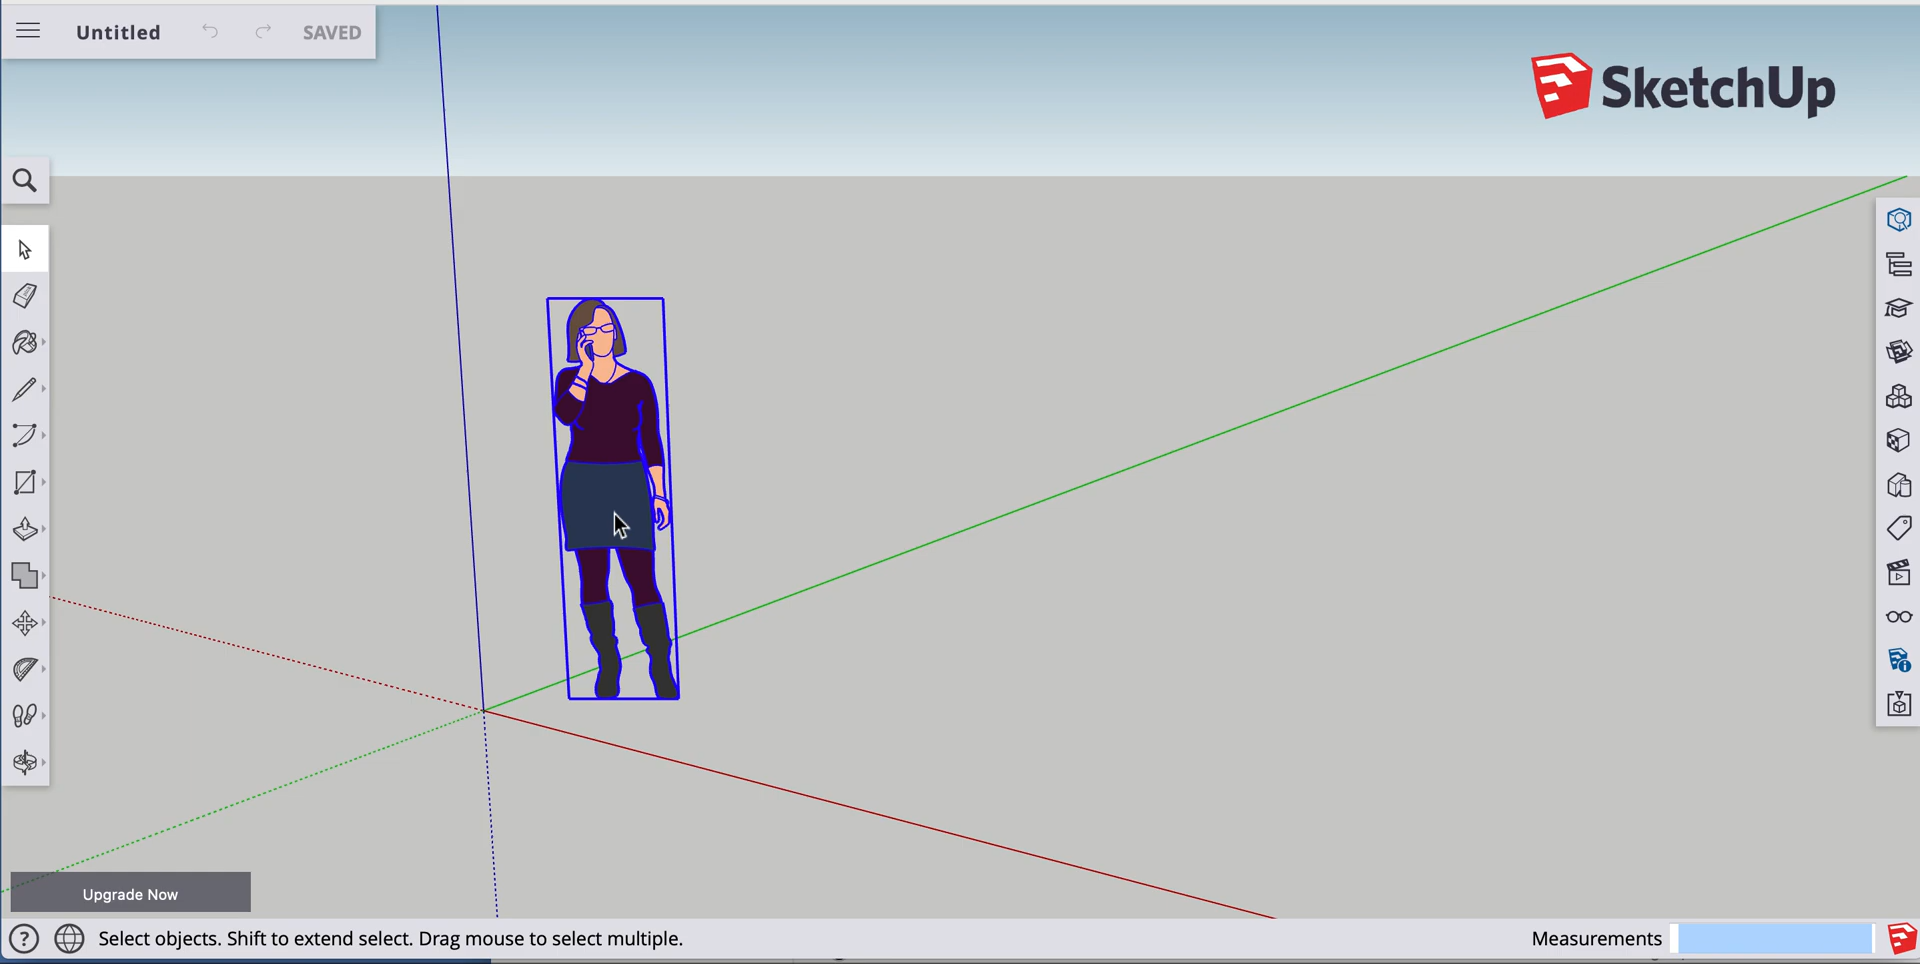 Untitled
SAVED
SketchUp
Upgrade Now
Select objects. Shift to extend select. Drag mouse to select multiple.
Measurements